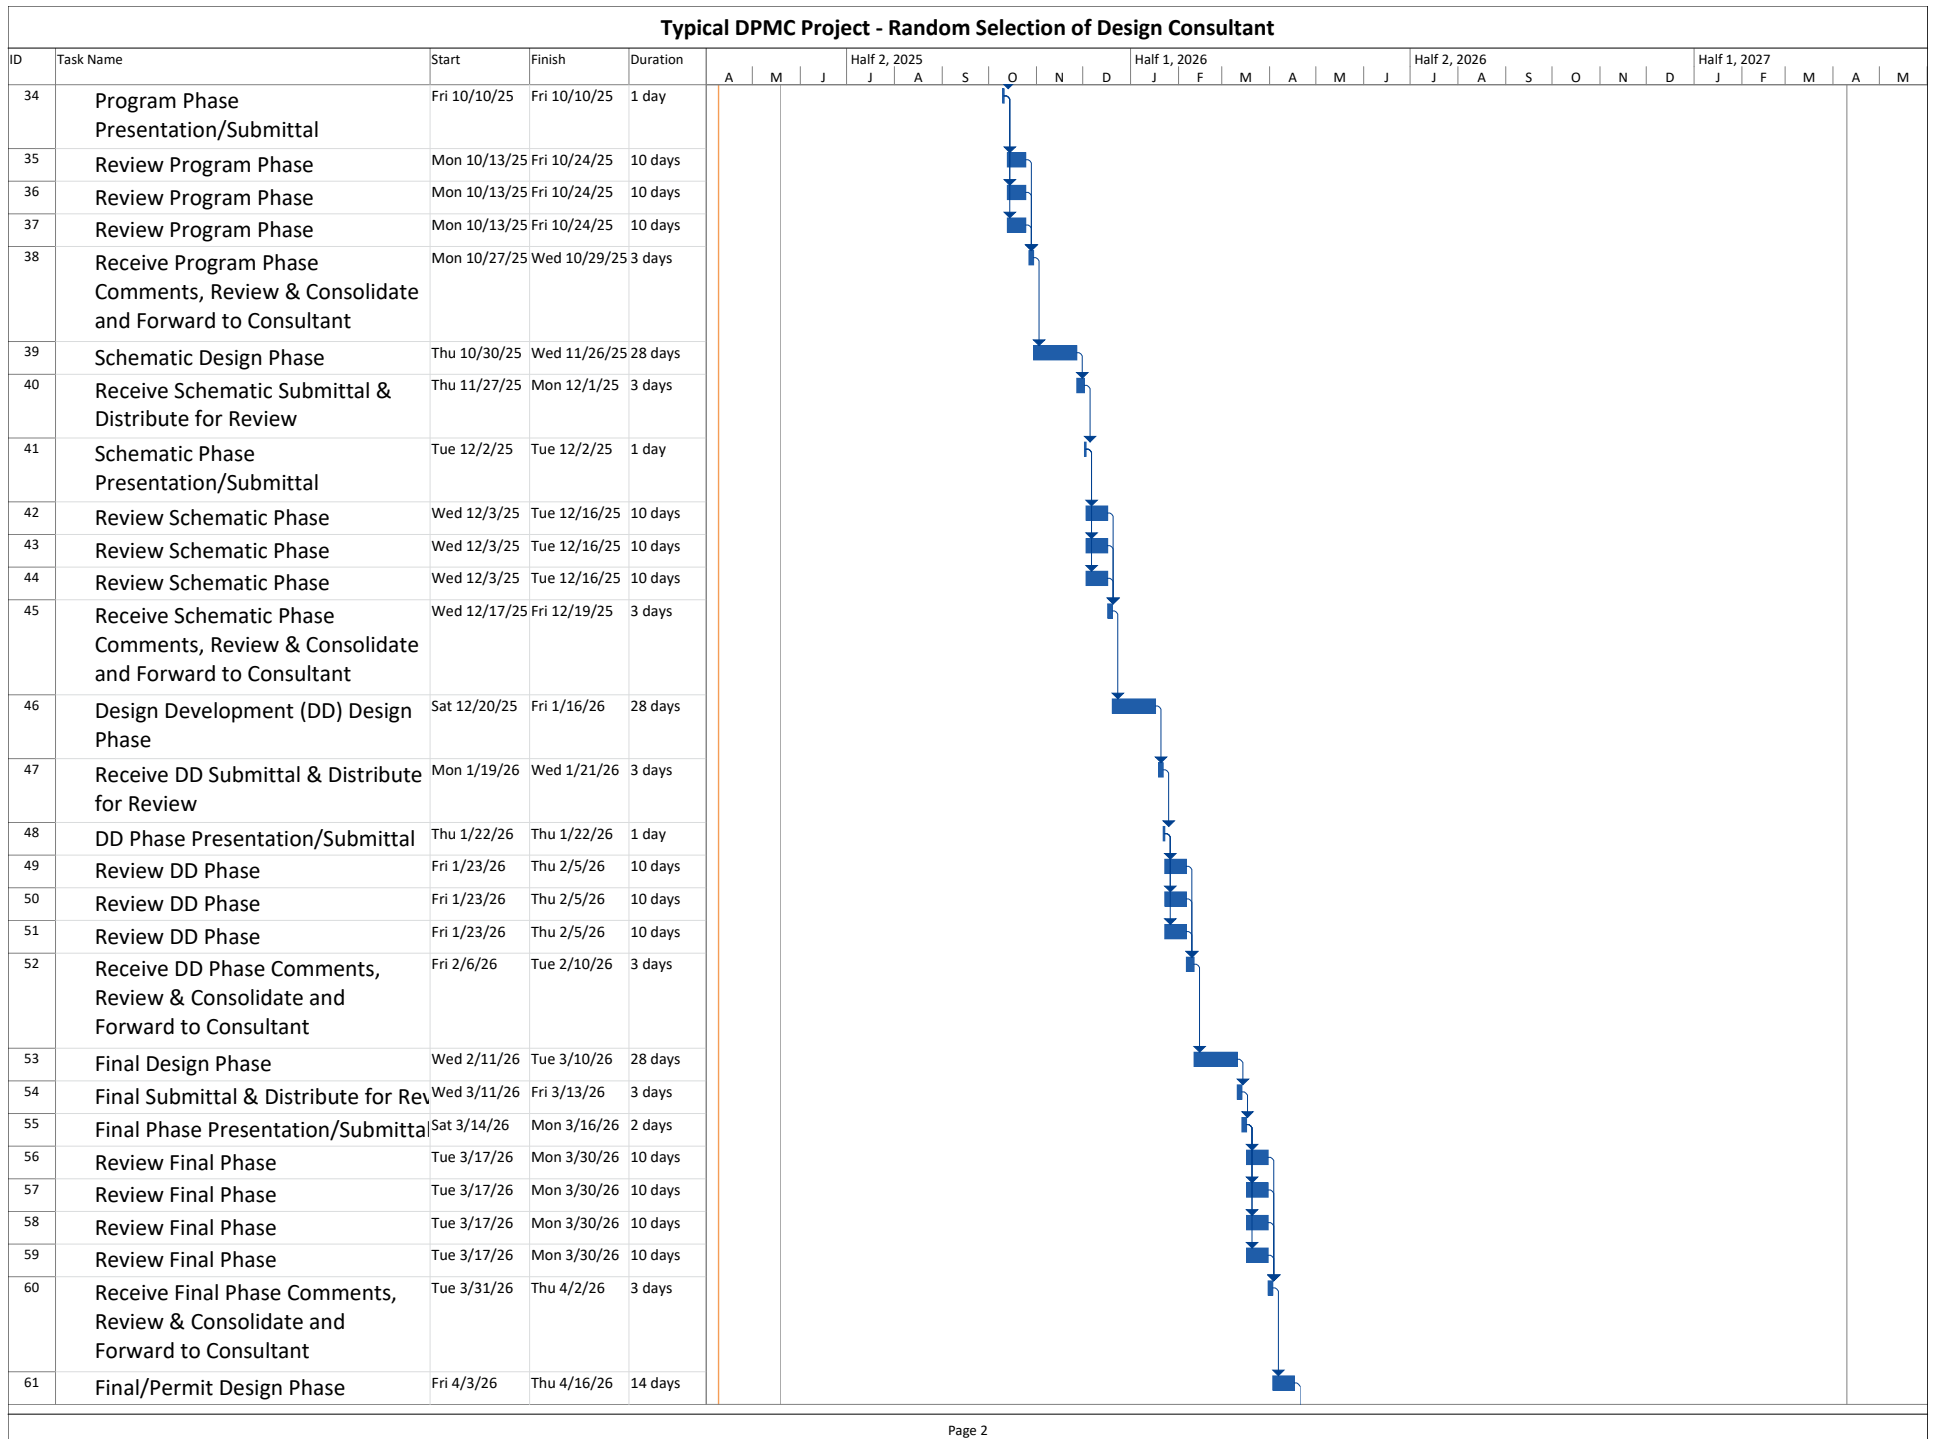 Typical DPMC Project - Random Selection of Design Consultant
ID Task Name Start Finish Duration
Half 2, 2025 Half 1, 2026 Half 2, 2026 Half 1, 2027
A M J J A S O N D J F M A M J J A S O N D J F M A M
34 Program Phase Fri 10/10/25 Fri 10/10/25 1 day
Presentation/Submittal
35 Review Program Phase Mon 10/13/25 Fri 10/24/25 10 days
36 Review Program Phase Mon 10/13/25 Fri 10/24/25 10 days
37 Review Program Phase Mon 10/13/25 Fri 10/24/25 10 days
38 Receive Program Phase Mon 10/27/25 Wed 10/29/25 3 days
Comments, Review & Consolidate
and Forward to Consultant
39 Schematic Design Phase Thu 10/30/25 Wed 11/26/25 28 days
40 Receive Schematic Submittal & Thu 11/27/25 Mon 12/1/25 3 days
Distribute for Review
41 Schematic Phase Tue 12/2/25 Tue 12/2/25 1 day
Presentation/Submittal
42 Review Schematic Phase Wed 12/3/25 Tue 12/16/25 10 days
43 Review Schematic Phase Wed 12/3/25 Tue 12/16/25 10 days
44 Review Schematic Phase Wed 12/3/25 Tue 12/16/25 10 days
45 Receive Schematic Phase Wed 12/17/25 Fri 12/19/25 3 days
Comments, Review & Consolidate
and Forward to Consultant
46 Design Development (DD) Design Sat 12/20/25 Fri 1/16/26 28 days
Phase
47 Receive DD Submittal & Distribute Mon 1/19/26 Wed 1/21/26 3 days
for Review
48 DD Phase Presentation/Submittal Thu 1/22/26 Thu 1/22/26 1 day
49 Review DD Phase Fri 1/23/26 Thu 2/5/26 10 days
50 Review DD Phase Fri 1/23/26 Thu 2/5/26 10 days
51 Review DD Phase Fri 1/23/26 Thu 2/5/26 10 days
52 Receive DD Phase Comments, Fri 2/6/26 Tue 2/10/26 3 days
Review & Consolidate and
Forward to Consultant
53 Final Design Phase Wed 2/11/26 Tue 3/10/26 28 days
54 Final Submittal & Distribute for Rev Wed 3/11/26 Fri 3/13/26 3 days
55 Final Phase Presentation/Submittal Sat 3/14/26 Mon 3/16/26 2 days
56 Review Final Phase Tue 3/17/26 Mon 3/30/26 10 days
57 Review Final Phase Tue 3/17/26 Mon 3/30/26 10 days
58 Review Final Phase Tue 3/17/26 Mon 3/30/26 10 days
59 Review Final Phase Tue 3/17/26 Mon 3/30/26 10 days
60 Receive Final Phase Comments, Tue 3/31/26 Thu 4/2/26 3 days
Review & Consolidate and
Forward to Consultant
61 Final/Permit Design Phase Fri 4/3/26 Thu 4/16/26 14 days
Page 2